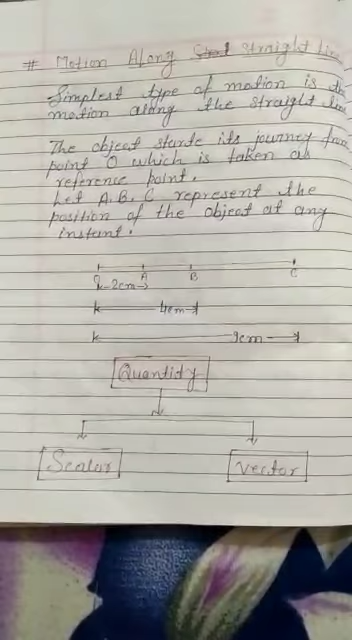 # Motion Along straight line
Simplest type of motion is the
motion along the straight line
The object starte its journey from
point O which is taken as
reference point.
Let A, B, C represent the
position of the object at any
instant.
O A B C
2cm
4cm
9cm
Quantity
Scalar Vector